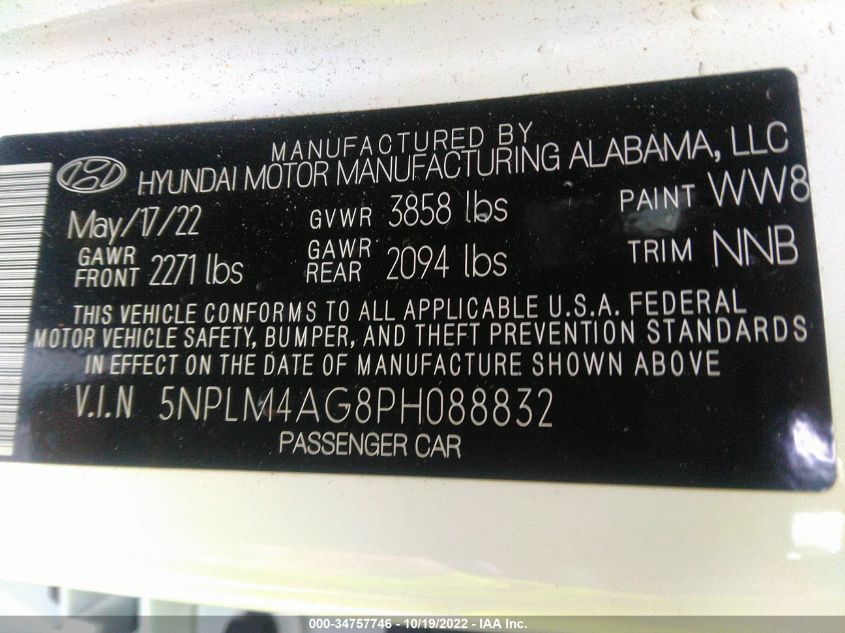 MANUFACTURED BY
HYUNDAI MOTOR MANUFACTURING ALABAMA, LLC
May/17/22 GVWR 3858 lbs PAINT WW8
GAWR FRONT 2271 lbs GAWR REAR 2094 lbs TRIM NNB
THIS VEHICLE CONFORMS TO ALL APPLICABLE U.S.A. FEDERAL
MOTOR VEHICLE SAFETY, BUMPER, AND THEFT PREVENTION STANDARDS
IN EFFECT ON THE DATE OF MANUFACTURE SHOWN ABOVE
V.I.N 5NPLM4AG8PH088832
PASSENGER CAR
000-34757746 - 10/19/2022 - IAA Inc.